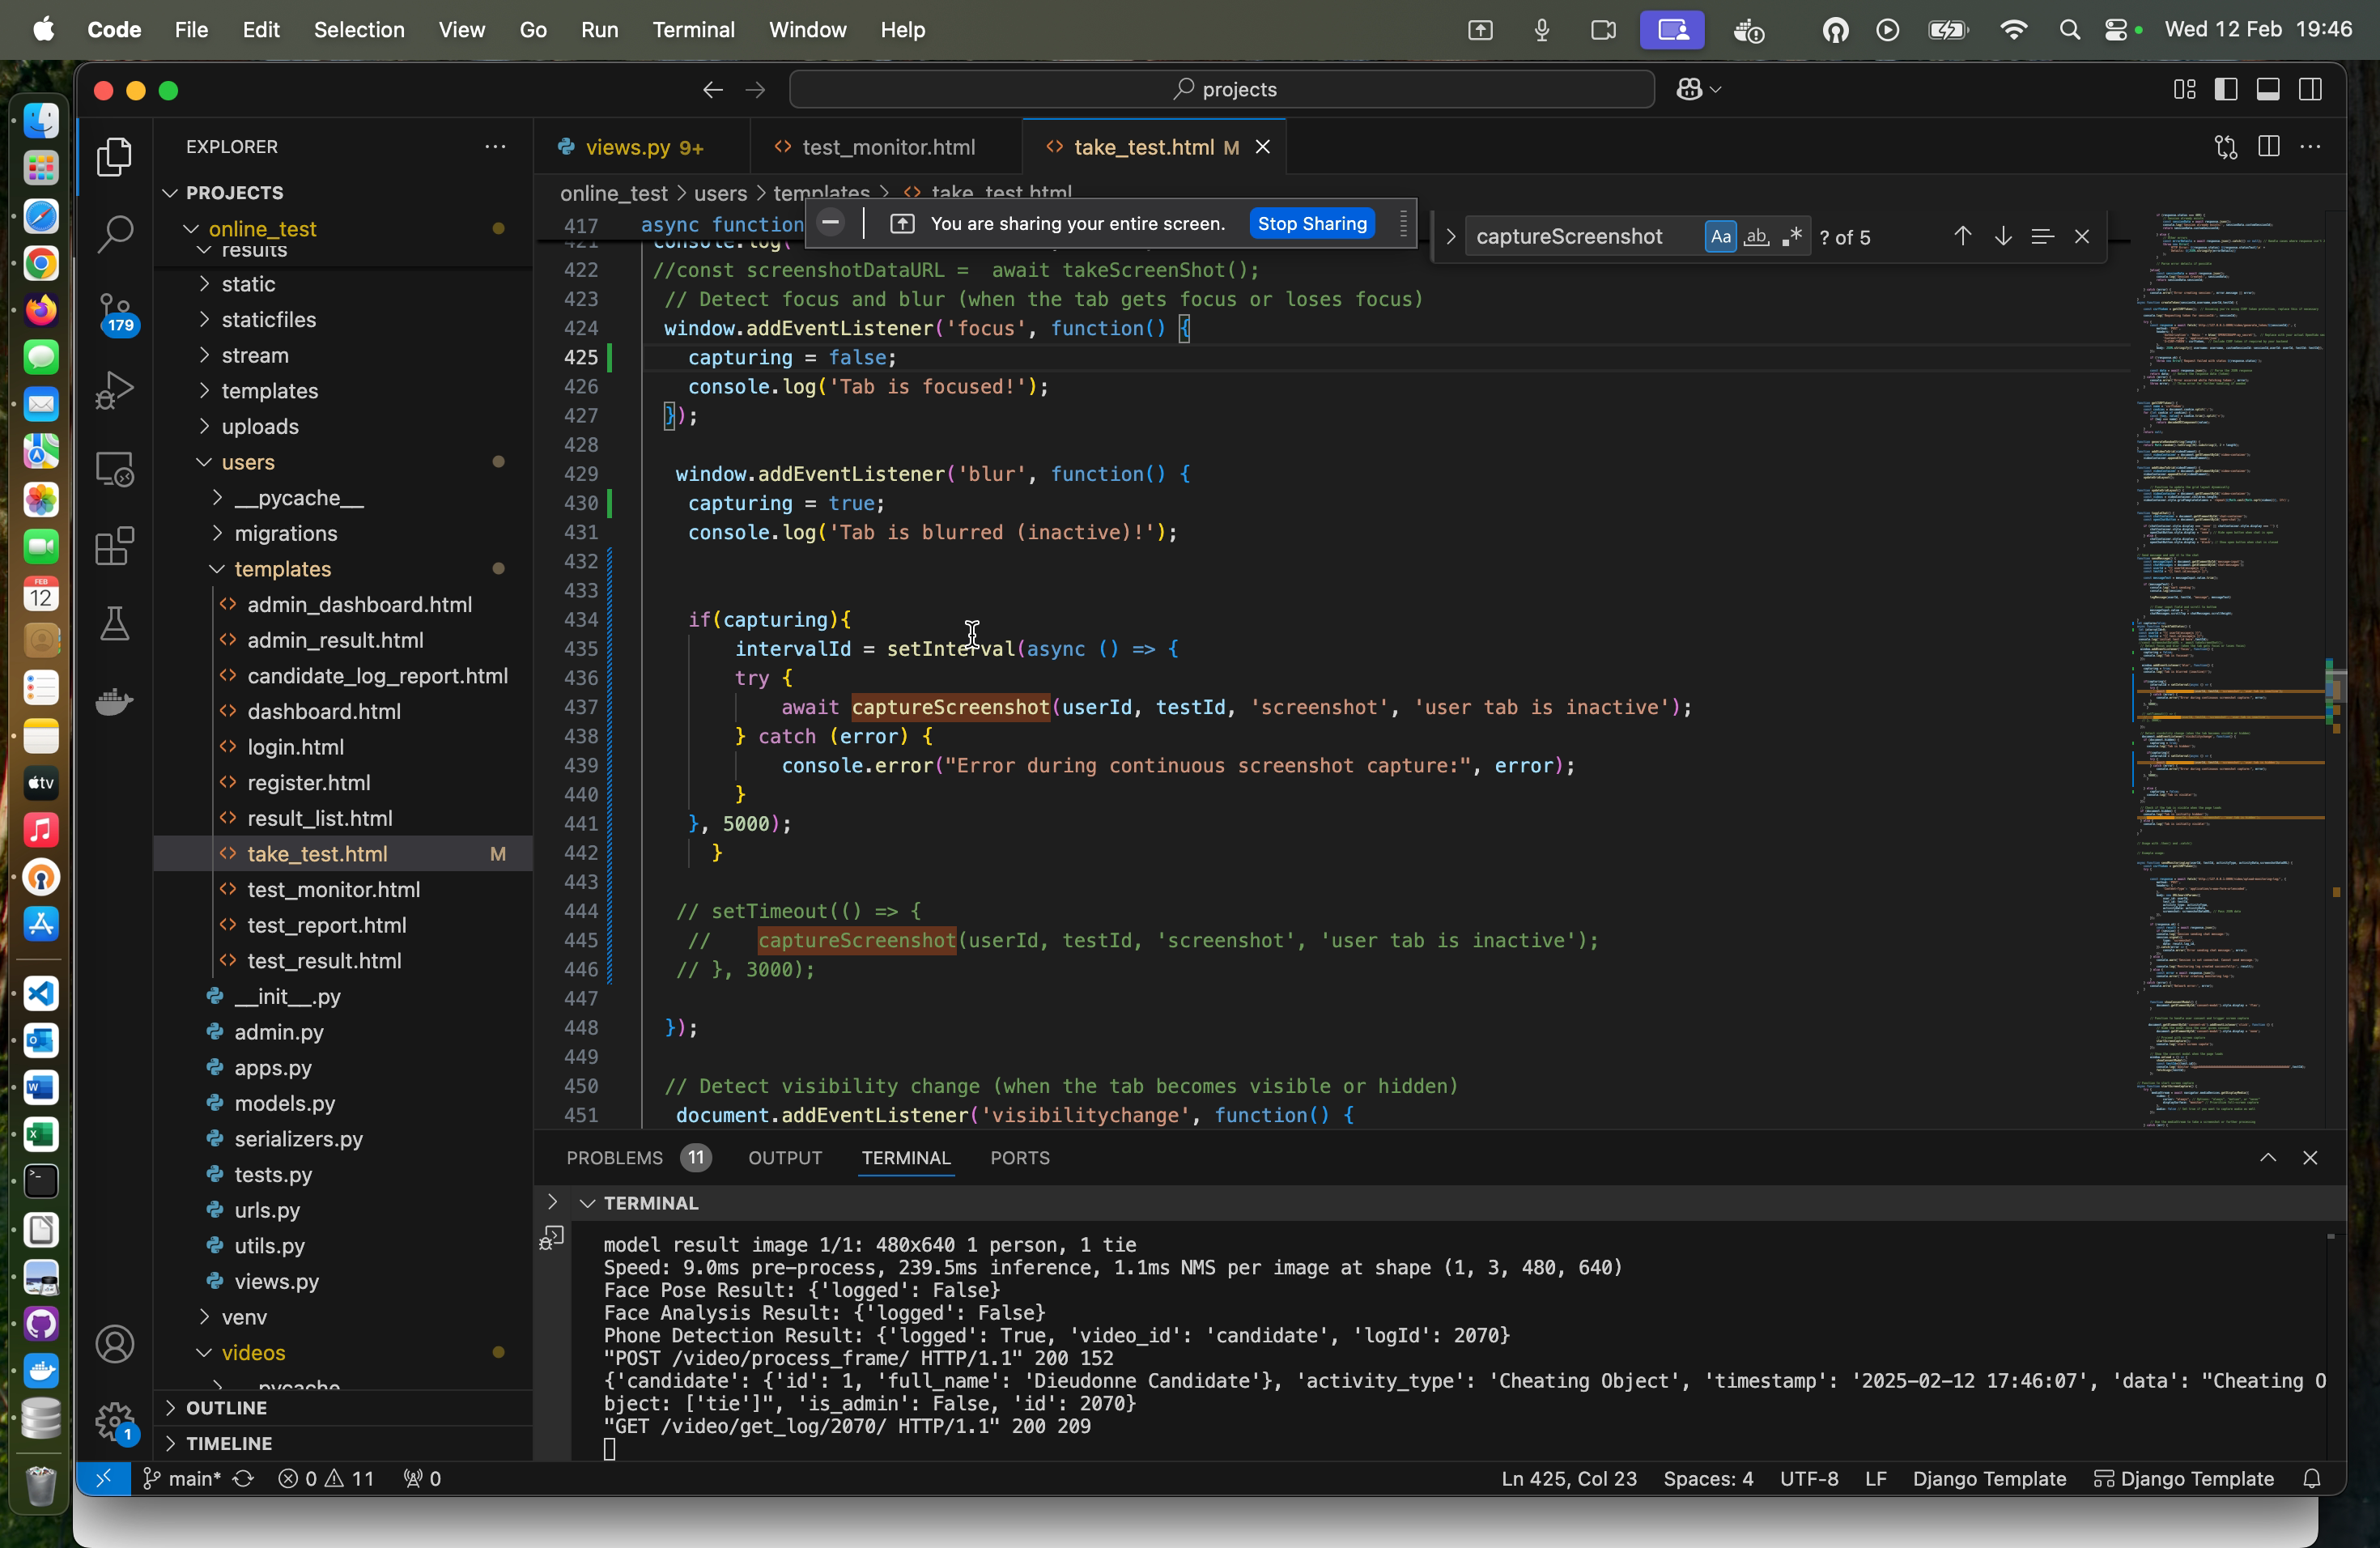 Code File Edit Selection View Go Run Terminal Window Help Wed 12 Feb 19:46
projects
EXPLORER
PROJECTS
online_test
results
static
staticfiles
stream
templates
uploads
users
__pycache__
migrations
templates
admin_dashboard.html
admin_result.html
candidate_log_report.html
dashboard.html
login.html
register.html
result_list.html
take_test.html M
test_monitor.html
test_report.html
test_result.html
__init__.py
admin.py
apps.py
models.py
serializers.py
tests.py
urls.py
utils.py
views.py
venv
videos
pycache
OUTLINE
TIMELINE
179
1
FEB
12
tv
views.py 9+
test_monitor.html
take_test.html M
online_test > users > templates > take_test.html
You are sharing your entire screen. Stop Sharing
captureScreenshot Aa ab .* ? of 5
417 async function
421 console.log(
422 //const screenshotDataURL =  await takeScreenShot();
423 // Detect focus and blur (when the tab gets focus or loses focus)
424 window.addEventListener('focus', function() {
425 capturing = false;
426 console.log('Tab is focused!');
427 });
428
429 window.addEventListener('blur', function() {
430 capturing = true;
431 console.log('Tab is blurred (inactive)!');
432
433
434 if(capturing){
435 intervalId = setInterval(async () => {
436 try {
437 await captureScreenshot(userId, testId, 'screenshot', 'user tab is inactive');
438 } catch (error) {
439 console.error("Error during continuous screenshot capture:", error);
440 }
441 }, 5000);
442 }
443
444 // setTimeout(() => {
445 //    captureScreenshot(userId, testId, 'screenshot', 'user tab is inactive');
446 // }, 3000);
447
448 });
449
450 // Detect visibility change (when the tab becomes visible or hidden)
451 document.addEventListener('visibilitychange', function() {
PROBLEMS 11 OUTPUT TERMINAL PORTS
TERMINAL
model result image 1/1: 480x640 1 person, 1 tie
Speed: 9.0ms pre-process, 239.5ms inference, 1.1ms NMS per image at shape (1, 3, 480, 640)
Face Pose Result: {'logged': False}
Face Analysis Result: {'logged': False}
Phone Detection Result: {'logged': True, 'video_id': 'candidate', 'logId': 2070}
"POST /video/process_frame/ HTTP/1.1" 200 152
{'candidate': {'id': 1, 'full_name': 'Dieudonne Candidate'}, 'activity_type': 'Cheating Object', 'timestamp': '2025-02-12 17:46:07', 'data': "Cheating O
bject: ['tie']", 'is_admin': False, 'id': 2070}
"GET /video/get_log/2070/ HTTP/1.1" 200 209
main* 0 11 0 Ln 425, Col 23 Spaces: 4 UTF-8 LF Django Template Django Template